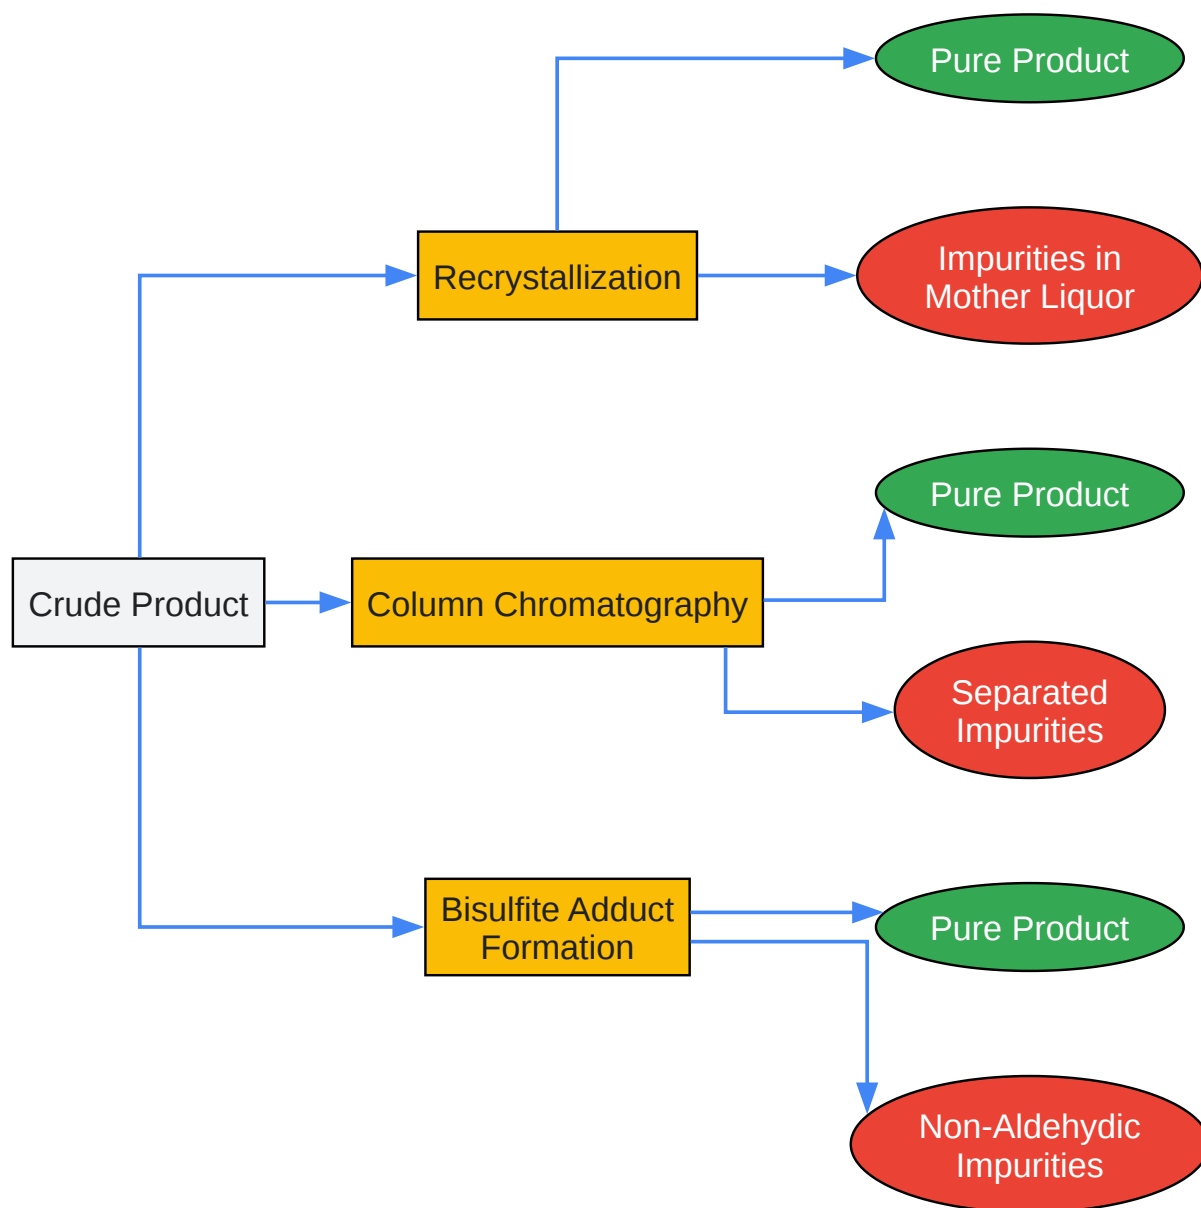 Pure Product
Recrystallization
Impurities in
Mother Liquor
Pure Product
Crude Product
Column Chromatography
Separated
Impurities
Bisulfite Adduct
Formation
Pure Product
Non-Aldehydic
Impurities